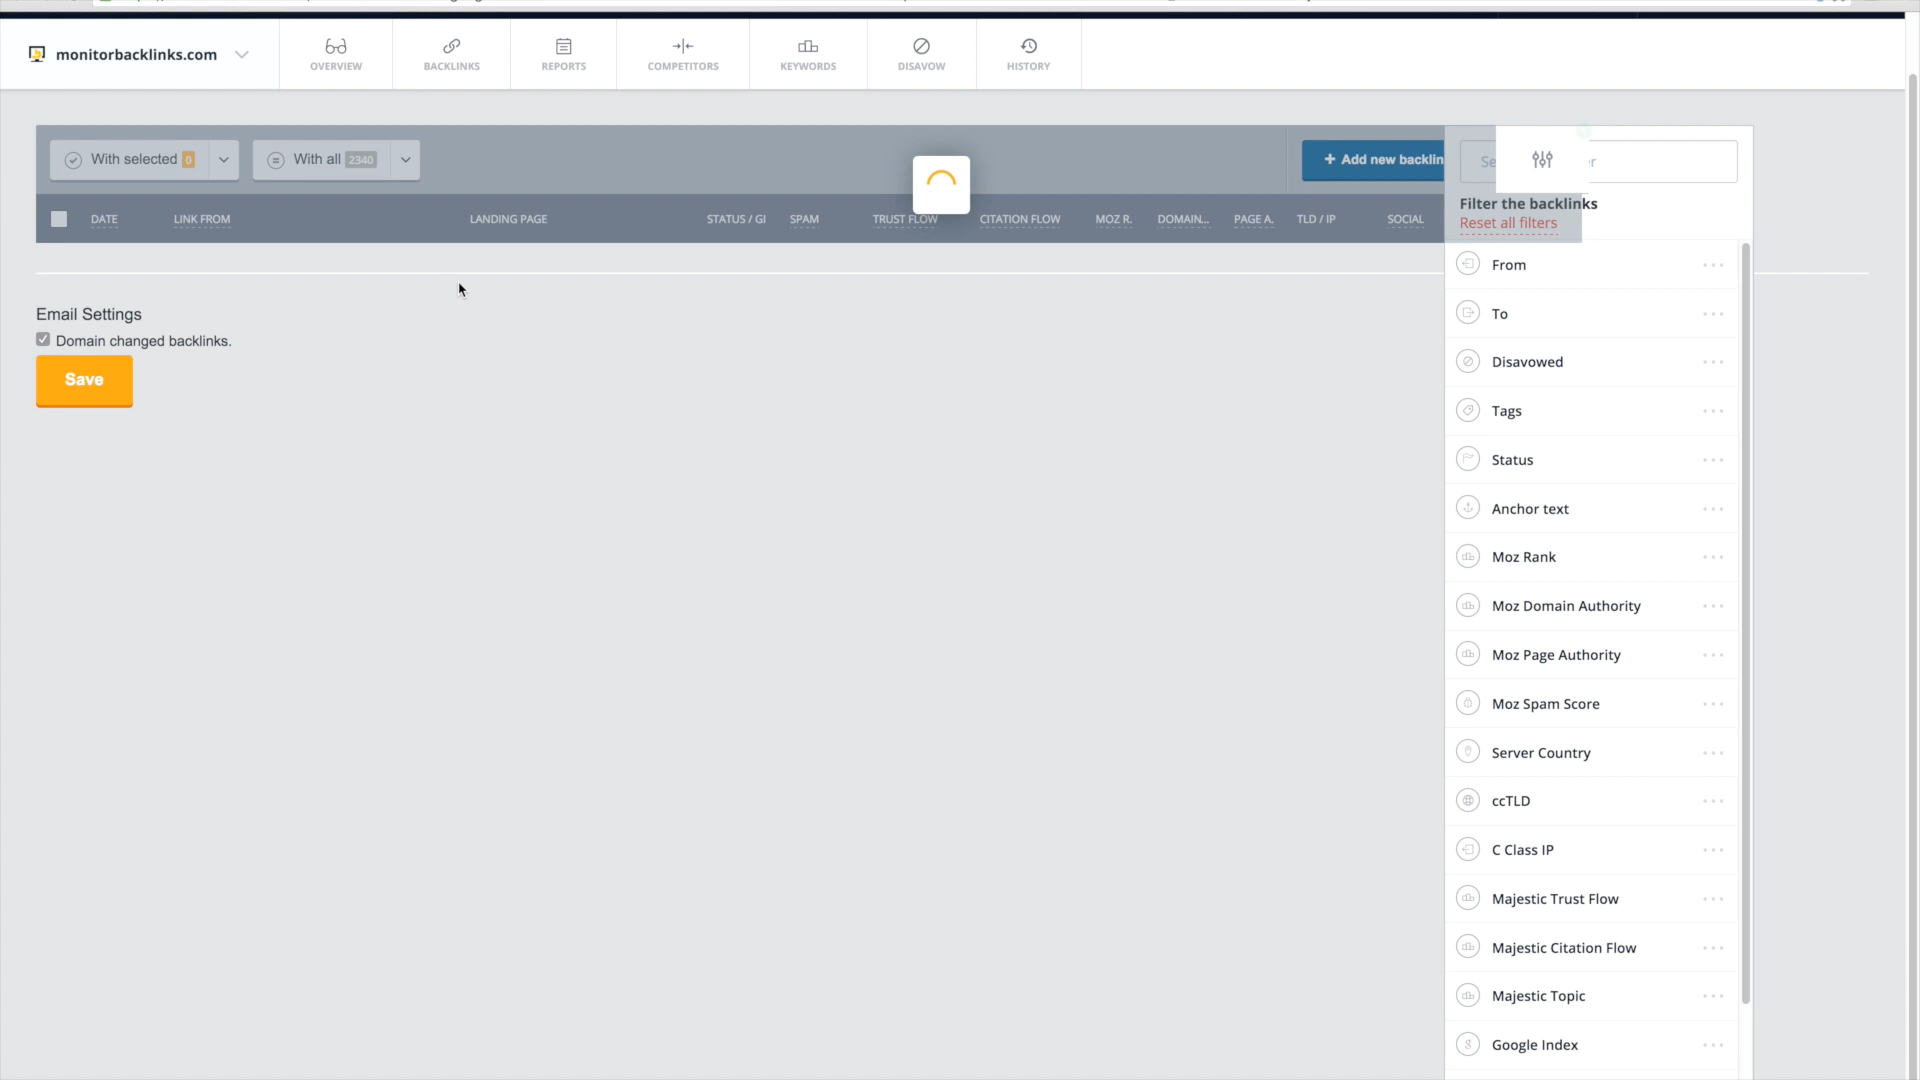 monitorbacklinks.com
OVERVIEW
BACKLINKS
REPORTS
COMPETITORS
KEYWORDS
DISAVOW
HISTORY
With selected 0
With all 2340
+ Add new backlin
DATE
LINK FROM
LANDING PAGE
STATUS / GI
SPAM
TRUST FLOW
CITATION FLOW
MOZ R.
DOMAIN...
PAGE A.
TLD / IP
SOCIAL
Filter the backlinks
Reset all filters
From
To
Disavowed
Tags
Status
Anchor text
Moz Rank
Moz Domain Authority
Moz Page Authority
Moz Spam Score
Server Country
ccTLD
C Class IP
Majestic Trust Flow
Majestic Citation Flow
Majestic Topic
Google Index
Email Settings
Domain changed backlinks.
Save